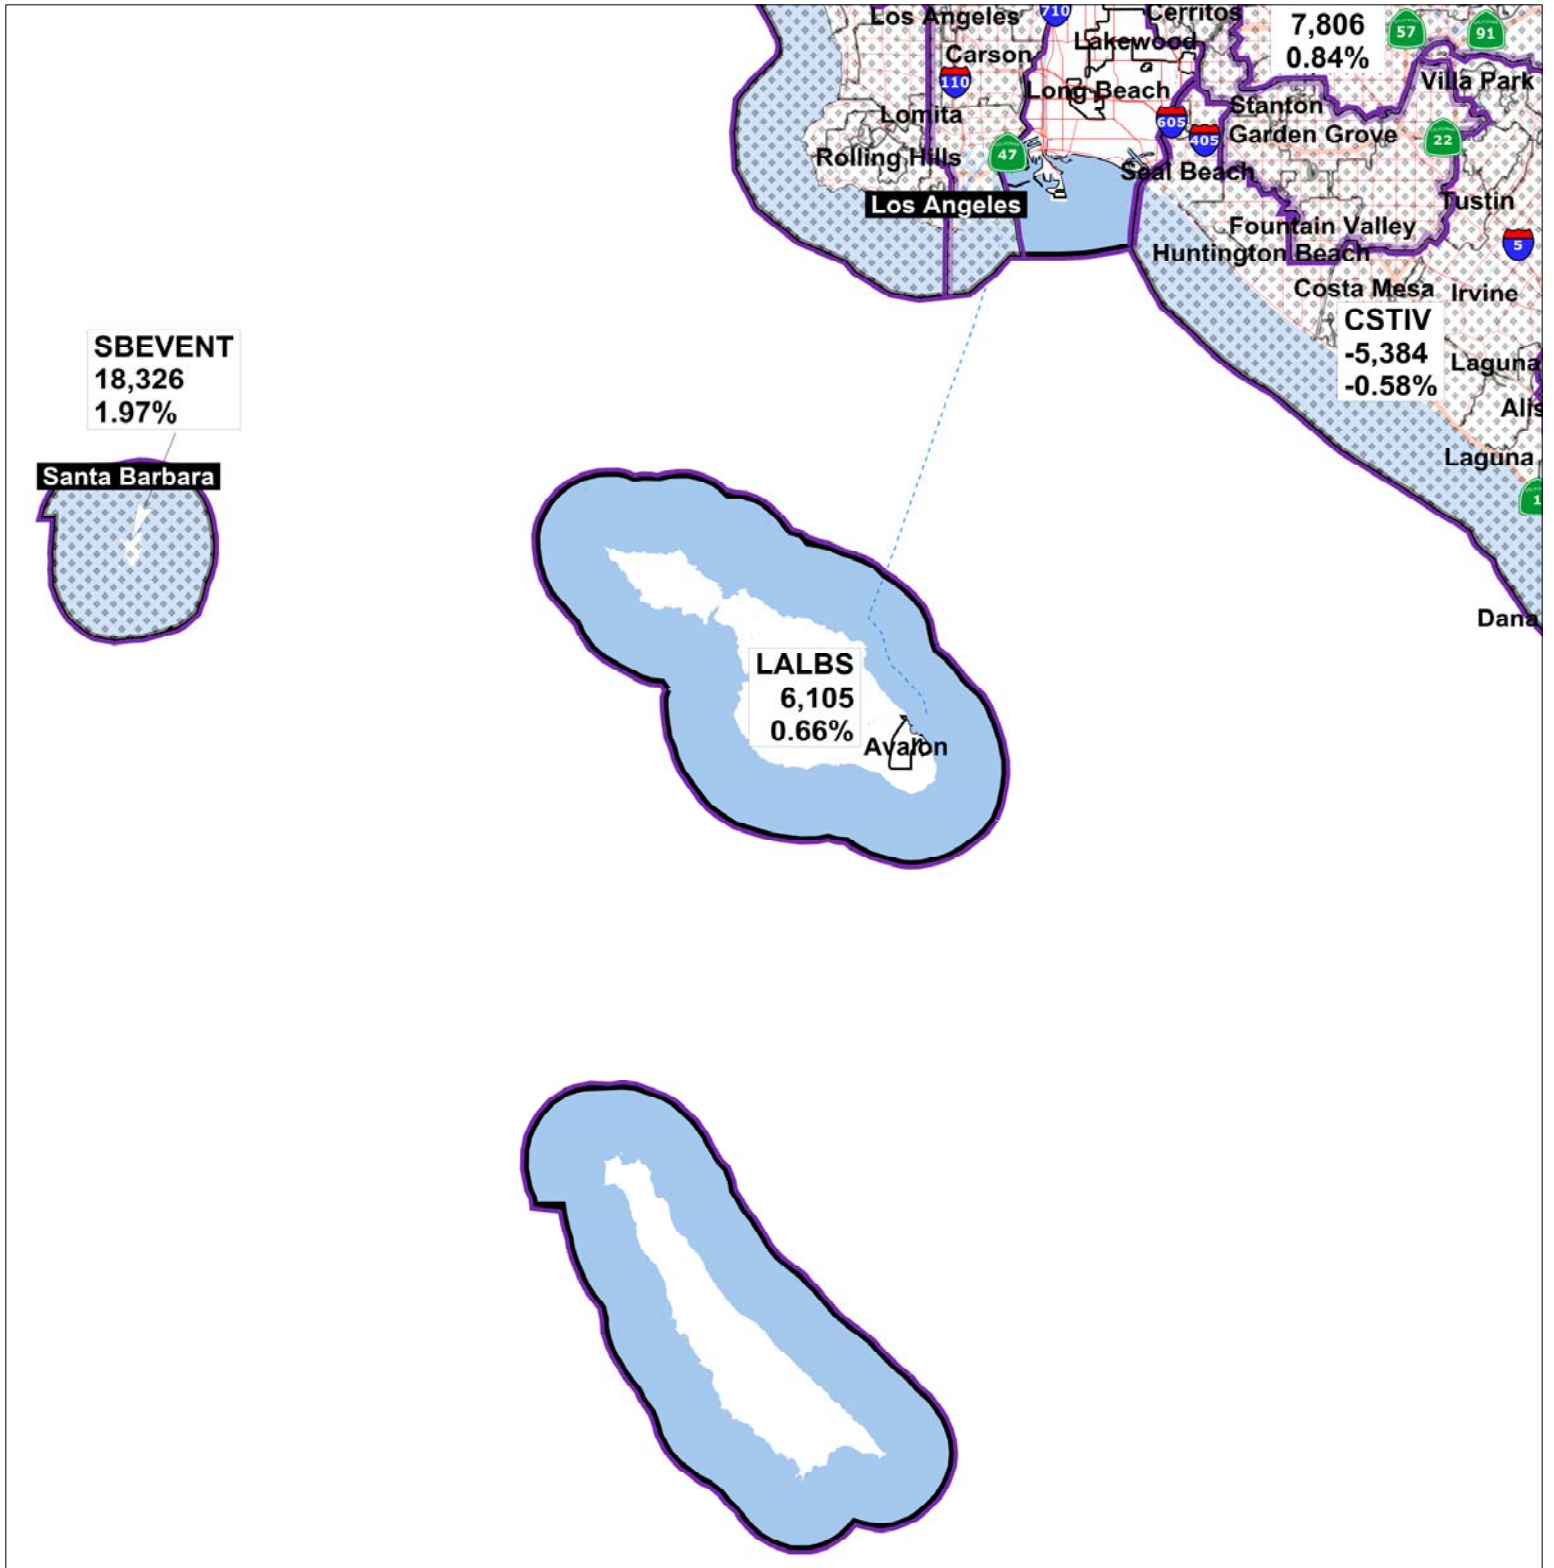 Los Angeles
710
Cerritos
7,806
0.84%
57
91
Carson
Lakewood
110
Long Beach
Villa Park
Lomita
605
Stanton
405
Garden Grove
22
Rolling Hills
47
Seal Beach
Los Angeles
Tustin
Fountain Valley
5
Huntington Beach
Costa Mesa
Irvine
CSTIV
-5,384
-0.58%
Laguna
Alis
Laguna
1
SBEVENT
18,326
1.97%
Santa Barbara
Dana
LALBS
6,105
0.66%
Avalon